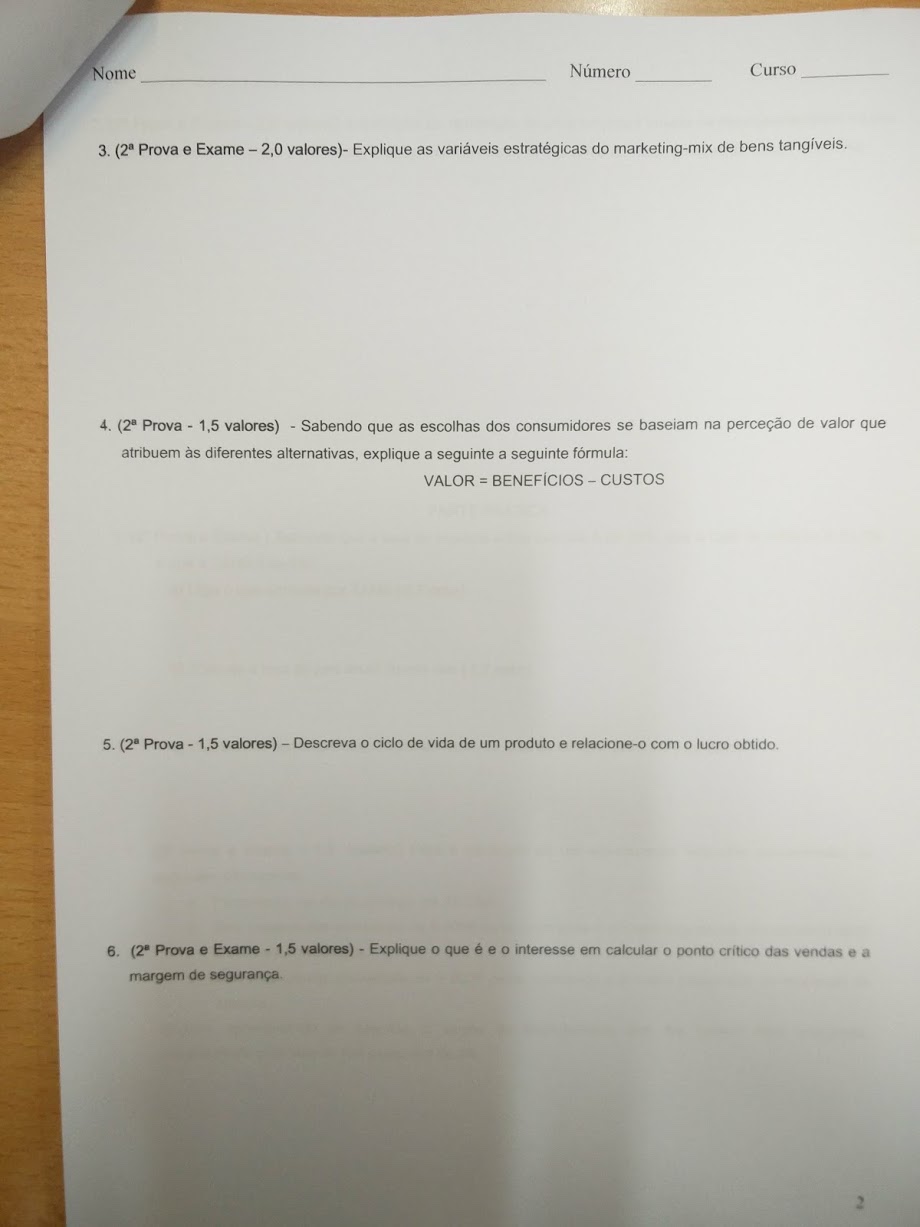 Nome ____________ Número ________ Curso ________
3. (2ª Prova e Exame – 2,0 valores)- Explique as variáveis estratégicas do marketing-mix de bens tangíveis.
4. (2ª Prova - 1,5 valores) - Sabendo que as escolhas dos consumidores se baseiam na perceção de valor que
atribuem às diferentes alternativas, explique a seguinte a seguinte fórmula:
VALOR = BENEFÍCIOS – CUSTOS
5. (2ª Prova - 1,5 valores) – Descreva o ciclo de vida de um produto e relacione-o com o lucro obtido.
6. (2ª Prova e Exame - 1,5 valores) - Explique o que é e o interesse em calcular o ponto crítico das vendas e a
margem de segurança.
2